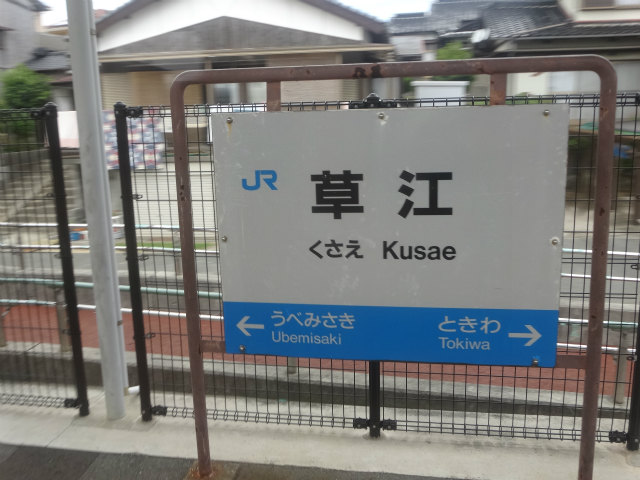 JR 草江
くさえ Kusae
← うべみさき ときわ →
Ubemisaki Tokiwa